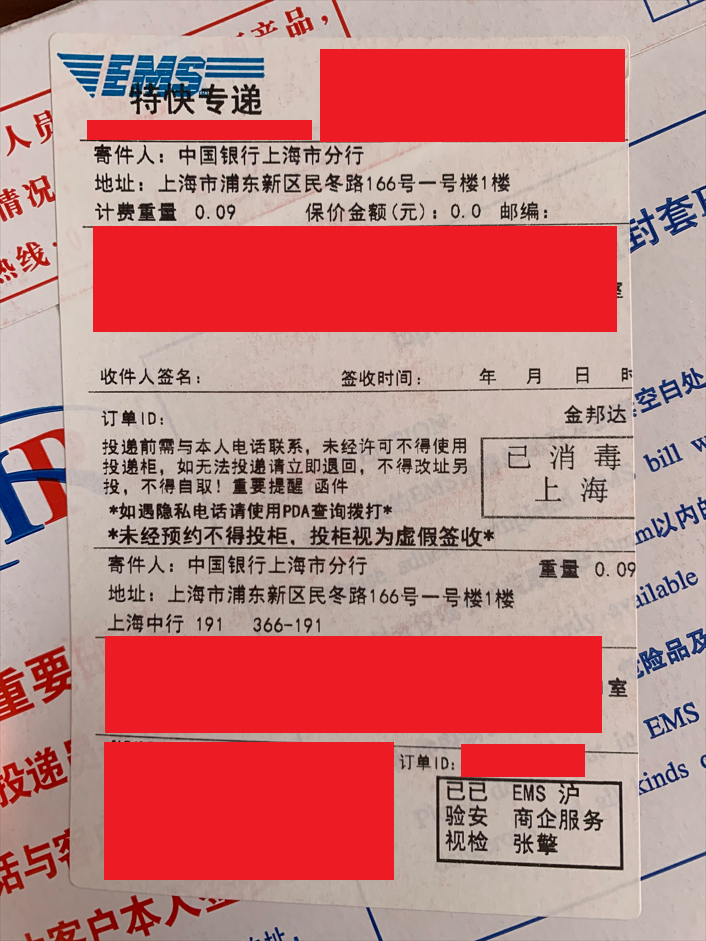 产品,
人员
情况
热线:
EMS
特快专递
寄件人：中国银行上海市分行
地址：上海市浦东新区民冬路166号一号楼1楼
计费重量 0.09 保价金额(元)：0.0 邮编：
封套
收件人签名： 签收时间： 年 月 日 时
订单ID： 金邦达
空白处
投递前需与本人电话联系，未经许可不得使用
投递柜，如无法投递请立即退回，不得改址另
投，不得自取！重要提醒 函件
已消毒
上海
bill
*如遇隐私电话请使用PDA查询拨打*
*未经预约不得投柜，投柜视为虚假签收*
m以内的
寄件人：中国银行上海市分行 重量 0.09
地址：上海市浦东新区民冬路166号一号楼1楼
available
上海中行 191 366-191
险品及
重要
室
EMS
投递
kinds
订单ID：
已已 EMS 沪
验安 商企服务
视检 张擎
话与客
客户本人签